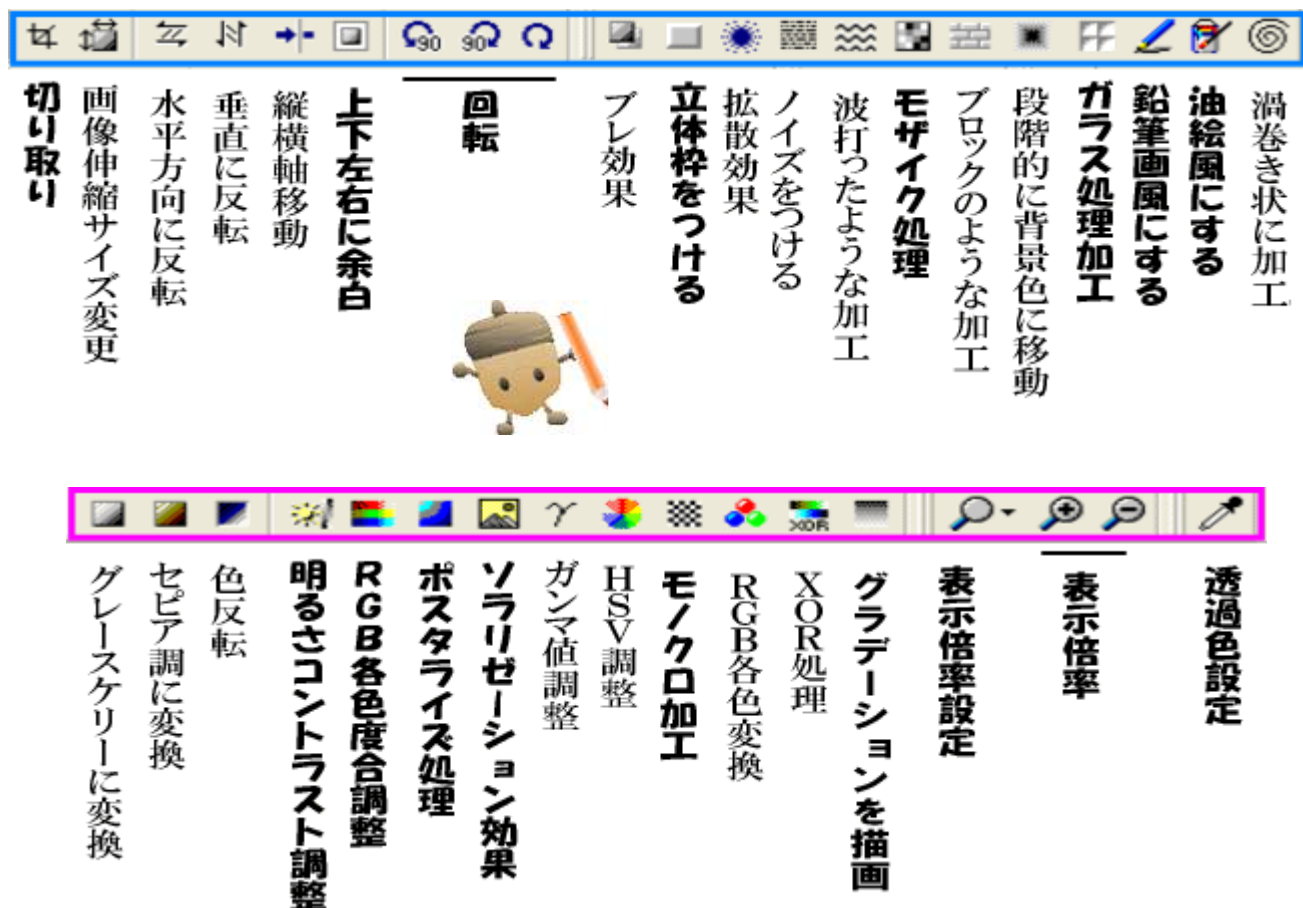 90 90
切り取り
画像伸縮サイズ変更
水平方向に反転
垂直に反転
縦横軸移動
上下左右に余白
回転
ブレ効果
立体枠をつける
拡散効果
ノイズをつける
波打ったような加工
モザイク処理
ブロックのような加工
段階的に背景色に移動
ガラス処理加工
鉛筆画風にする
油絵風にする
渦巻き状に加工
XOR
グレースケリーに変換
セピア調に変換
色反転
明るさコントラスト調整
RGB各色度合調整
ポスタライズ処理
ソラリゼーション効果
ガンマ値調整
HSV調整
モノクロ加工
RGB各色変換
XOR処理
グラデーションを描画
表示倍率設定
表示倍率
透過色設定